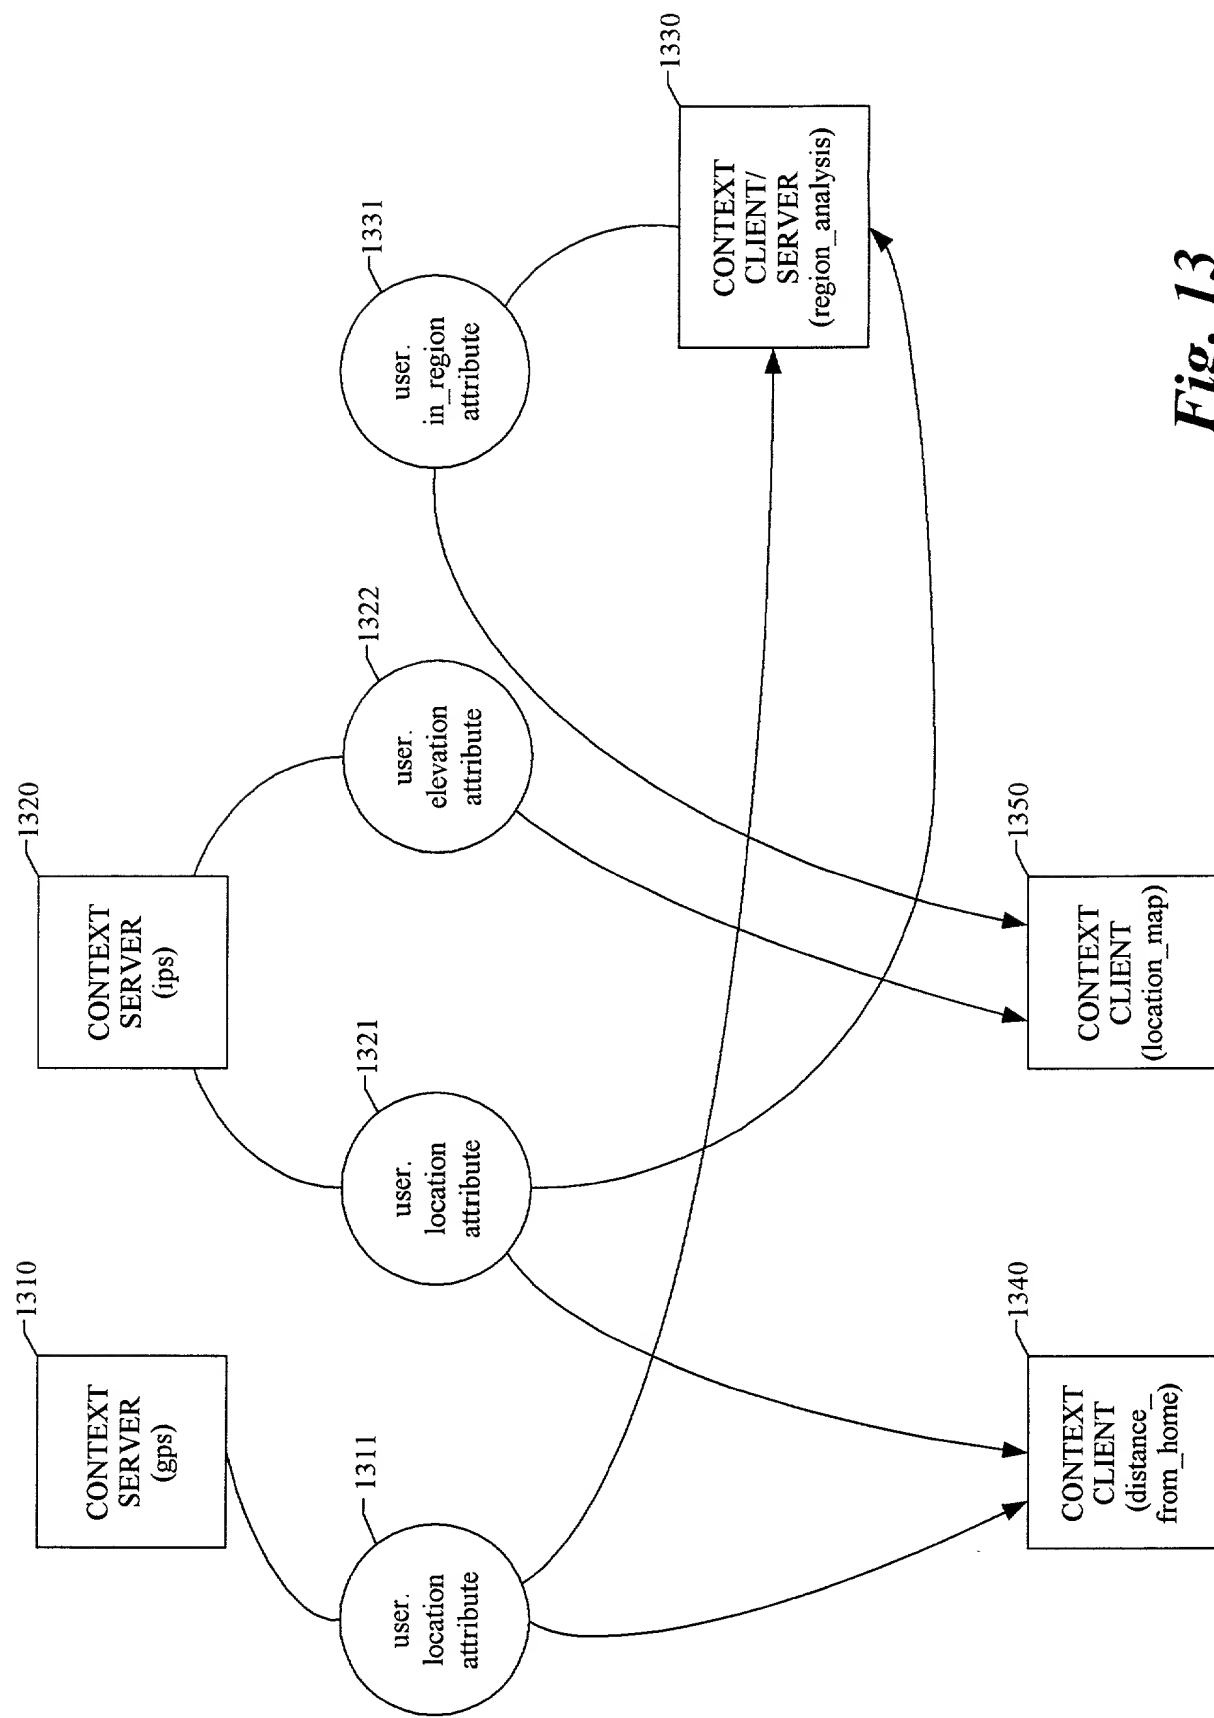 1310
CONTEXT
SERVER
(gps)
1320
CONTEXT
SERVER
(ips)
1311
user.
location
attribute
1321
user.
location
attribute
1322
user.
elevation
attribute
1331
user.
in_region
attribute
1330
CONTEXT
CLIENT/
SERVER
(region_analysis)
1340
CONTEXT
CLIENT
(distance_
from_home)
1350
CONTEXT
CLIENT
(location_map)
Fig. 13